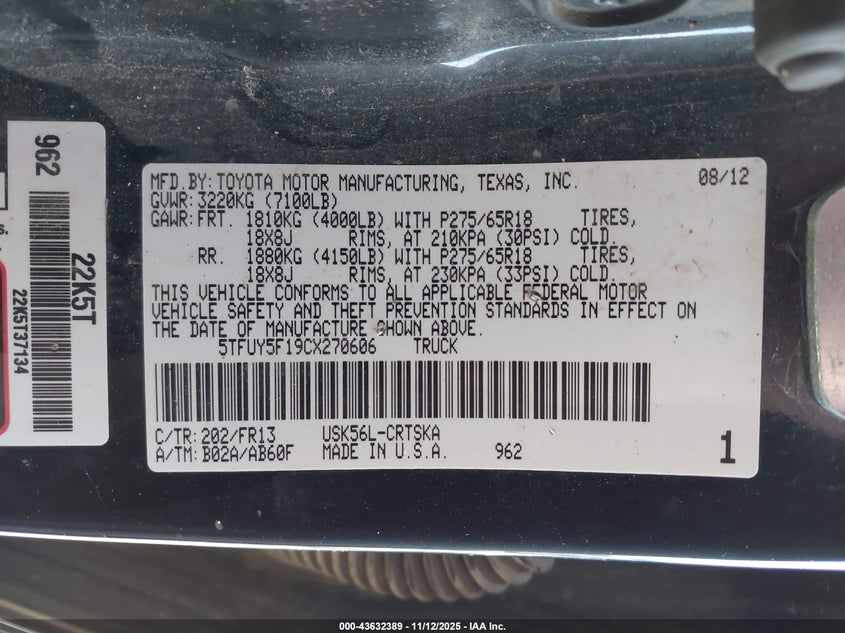 962
22K5T
22K5T37134
s.
MFD.BY:TOYOTA MOTOR MANUFACTURING, TEXAS, INC. 08/12
GVWR:3220KG (7100LB)
GAWR:FRT. 1810KG (4000LB) WITH P275/65R18 TIRES,
18X8J RIMS, AT 210KPA (30PSI) COLD.
RR. 1880KG (4150LB) WITH P275/65R18 TIRES,
18X8J RIMS, AT 230KPA (33PSI) COLD.
THIS VEHICLE CONFORMS TO ALL APPLICABLE FEDERAL MOTOR
VEHICLE SAFETY AND THEFT PREVENTION STANDARDS IN EFFECT ON
THE DATE OF MANUFACTURE SHOWN ABOVE.
5TFUY5F19CX270606 TRUCK
C/TR:202/FR13 USK56L-CRTSKA
A/TM:B02A/AB60F MADE IN U.S.A. 962 1
000-43632389 - 11/12/2025 - IAA Inc.